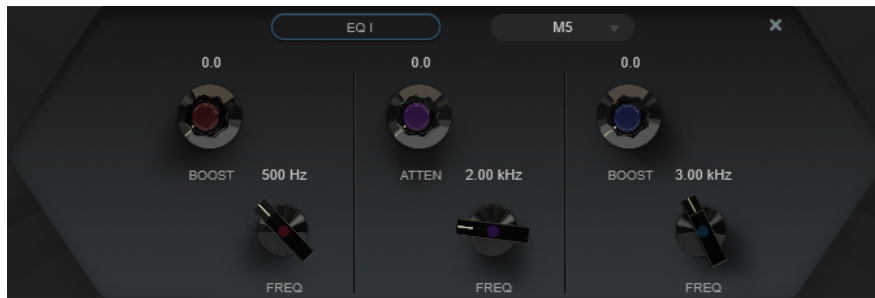 EQ I M5 ×
0.0 0.0 0.0
BOOST 500 Hz ATTEN 2.00 kHz BOOST 3.00 kHz
FREQ FREQ FREQ